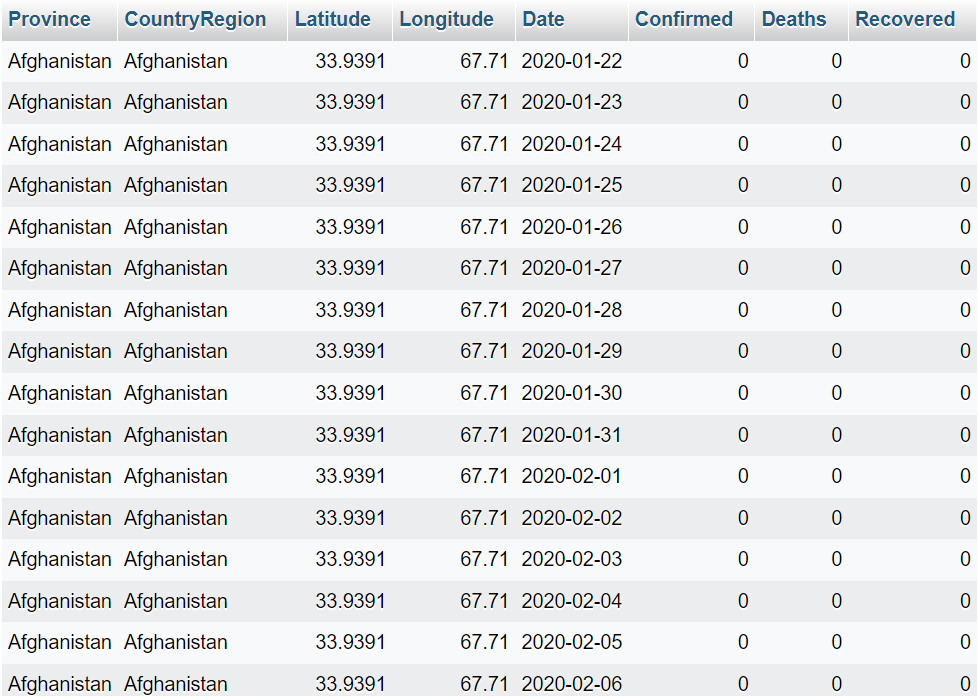 Province CountryRegion Latitude Longitude Date Confirmed Deaths Recovered
Afghanistan Afghanistan 33.9391 67.71 2020-01-22 0 0 0
Afghanistan Afghanistan 33.9391 67.71 2020-01-23 0 0 0
Afghanistan Afghanistan 33.9391 67.71 2020-01-24 0 0 0
Afghanistan Afghanistan 33.9391 67.71 2020-01-25 0 0 0
Afghanistan Afghanistan 33.9391 67.71 2020-01-26 0 0 0
Afghanistan Afghanistan 33.9391 67.71 2020-01-27 0 0 0
Afghanistan Afghanistan 33.9391 67.71 2020-01-28 0 0 0
Afghanistan Afghanistan 33.9391 67.71 2020-01-29 0 0 0
Afghanistan Afghanistan 33.9391 67.71 2020-01-30 0 0 0
Afghanistan Afghanistan 33.9391 67.71 2020-01-31 0 0 0
Afghanistan Afghanistan 33.9391 67.71 2020-02-01 0 0 0
Afghanistan Afghanistan 33.9391 67.71 2020-02-02 0 0 0
Afghanistan Afghanistan 33.9391 67.71 2020-02-03 0 0 0
Afghanistan Afghanistan 33.9391 67.71 2020-02-04 0 0 0
Afghanistan Afghanistan 33.9391 67.71 2020-02-05 0 0 0
Afghanistan Afghanistan 33.9391 67.71 2020-02-06 0 0 0